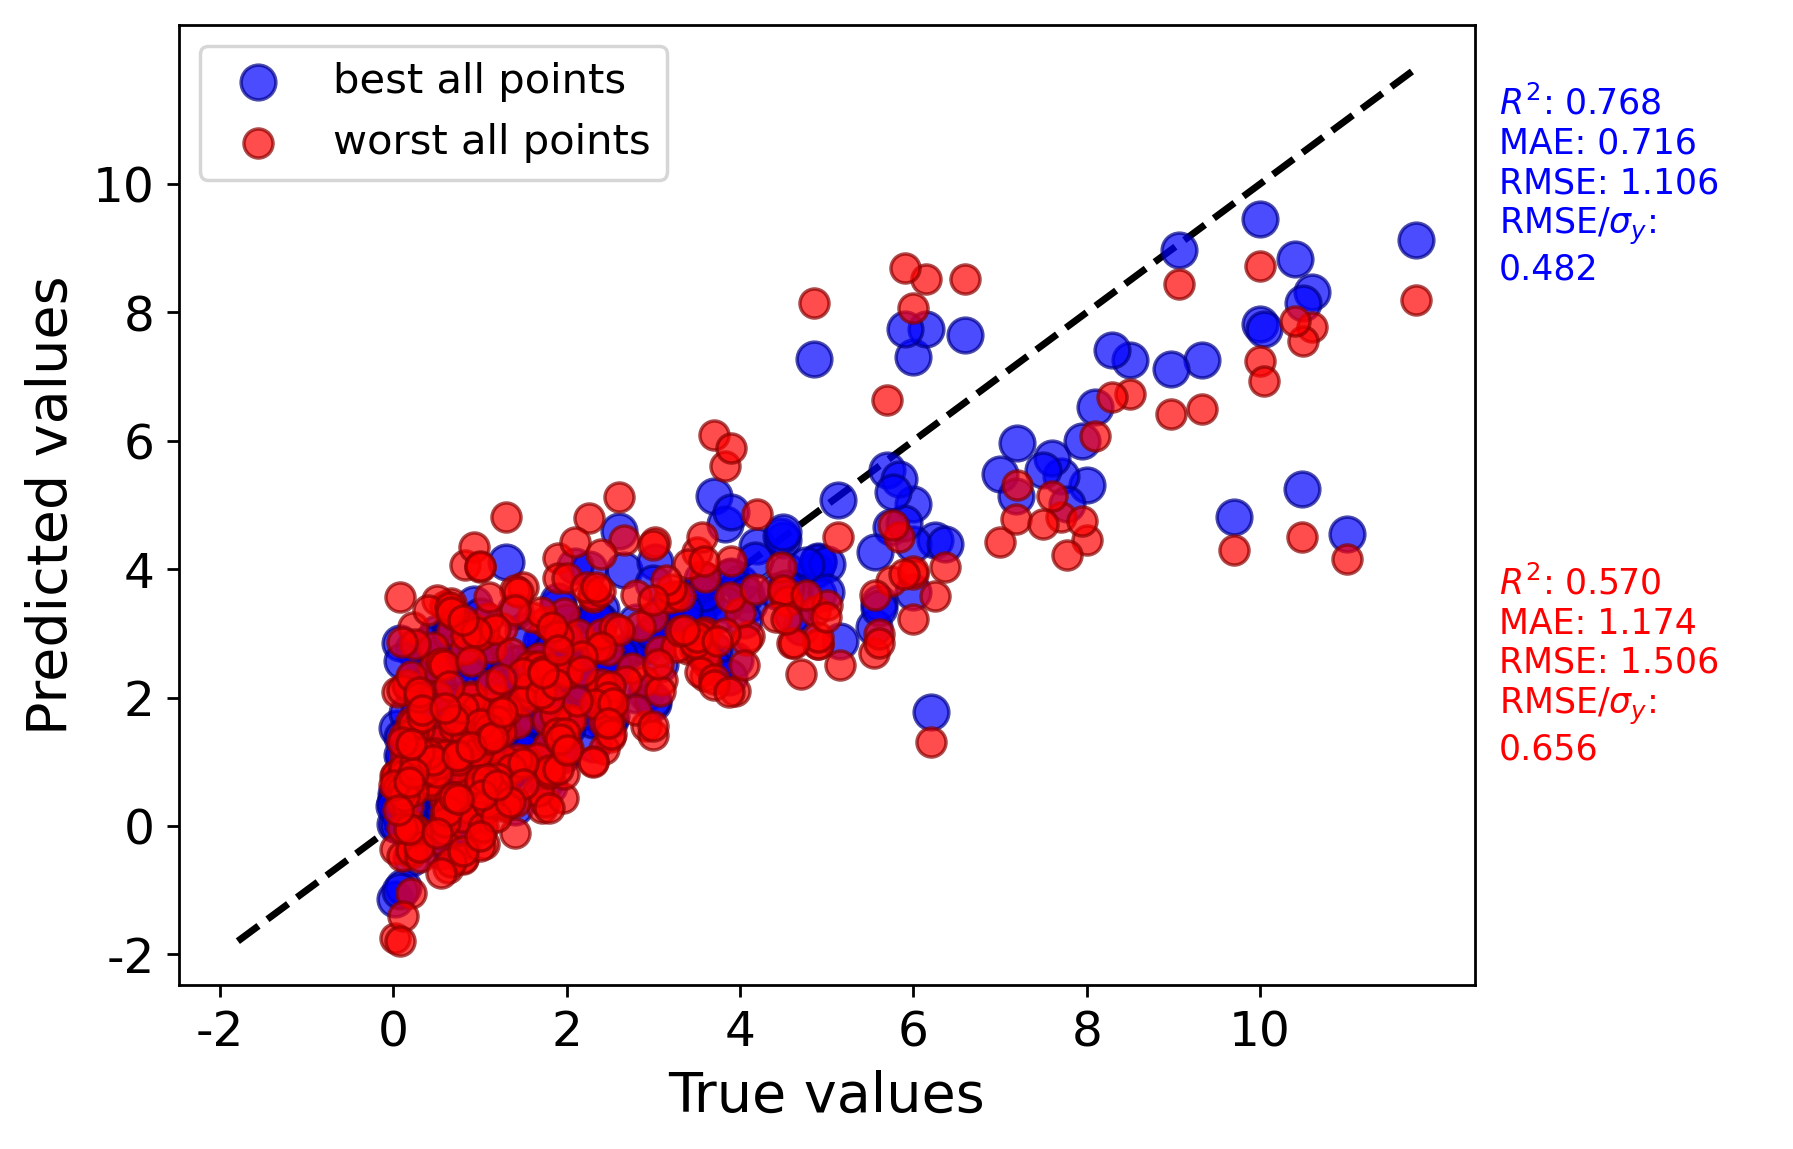 best all points
worst all points
R²: 0.768
MAE: 0.716
RMSE: 1.106
RMSE/σy:
0.482
R²: 0.570
MAE: 1.174
RMSE: 1.506
RMSE/σy:
0.656
Predicted values
10
8
6
4
2
0
-2
-2 0 2 4 6 8 10
True values